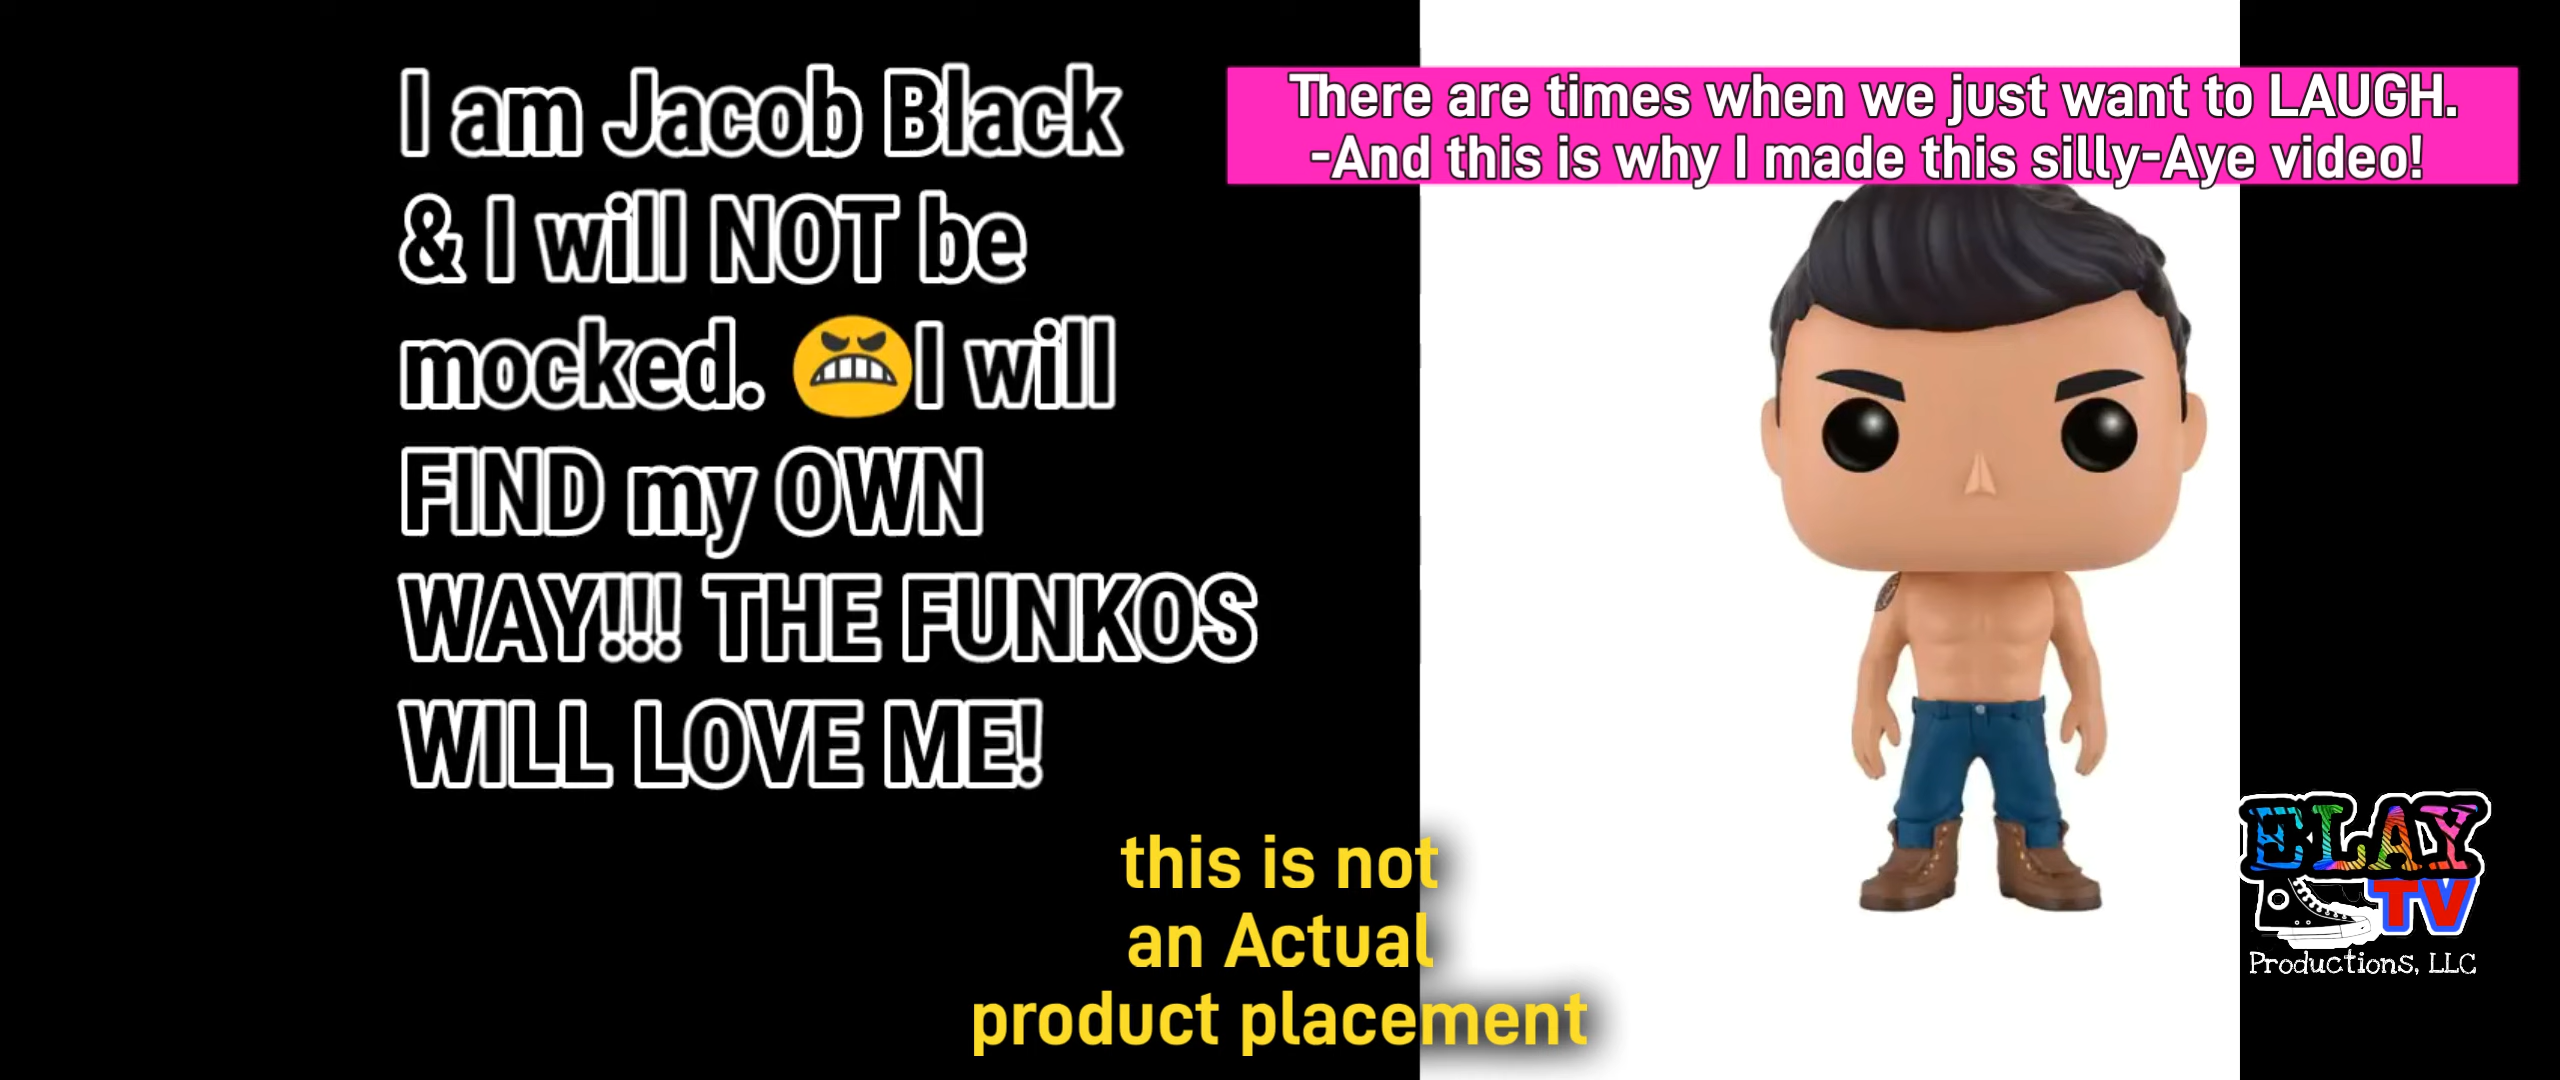 I am Jacob Black
& I will NOT be
mocked. 😬I will
FIND my OWN
WAY!!! THE FUNKOS
WILL LOVE ME!
There are times when we just want to LAUGH.
-And this is why I made this silly-Aye video!
this is not
an Actual
product placement
ELAY
TV
Productions, LLC